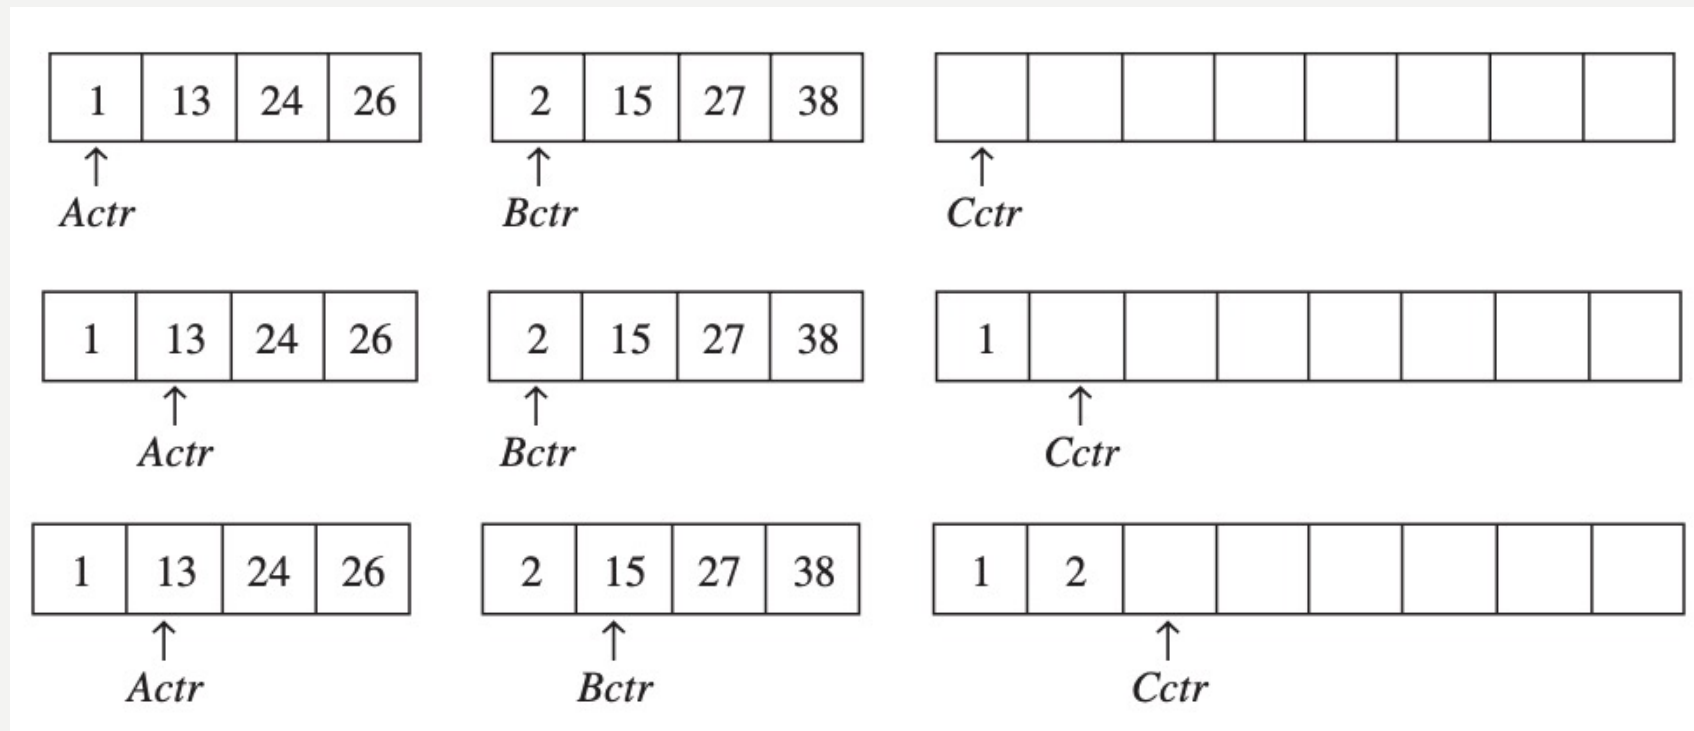 1 13 24 26 2 15 27 38
Actr Bctr Cctr
1 13 24 26 2 15 27 38 1
Actr Bctr Cctr
1 13 24 26 2 15 27 38 1 2
Actr Bctr Cctr